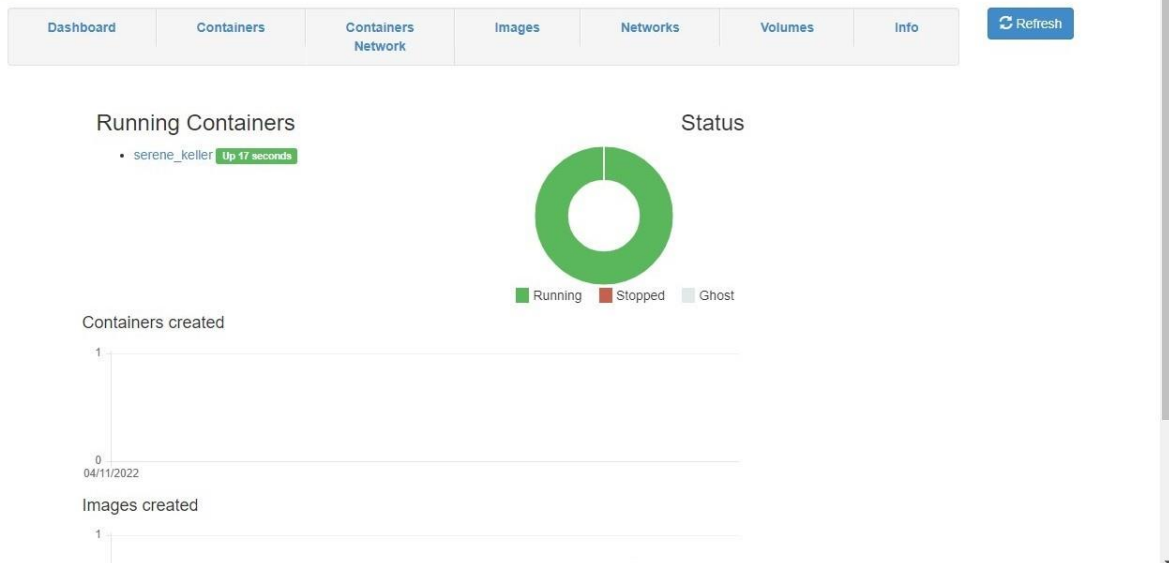 Dashboard
Containers
Containers
Network
Images
Networks
Volumes
Info
Refresh
Running Containers
Status
serene_keller Up 17 seconds
Running
Stopped
Ghost
Containers created
1
0
04/11/2022
Images created
1